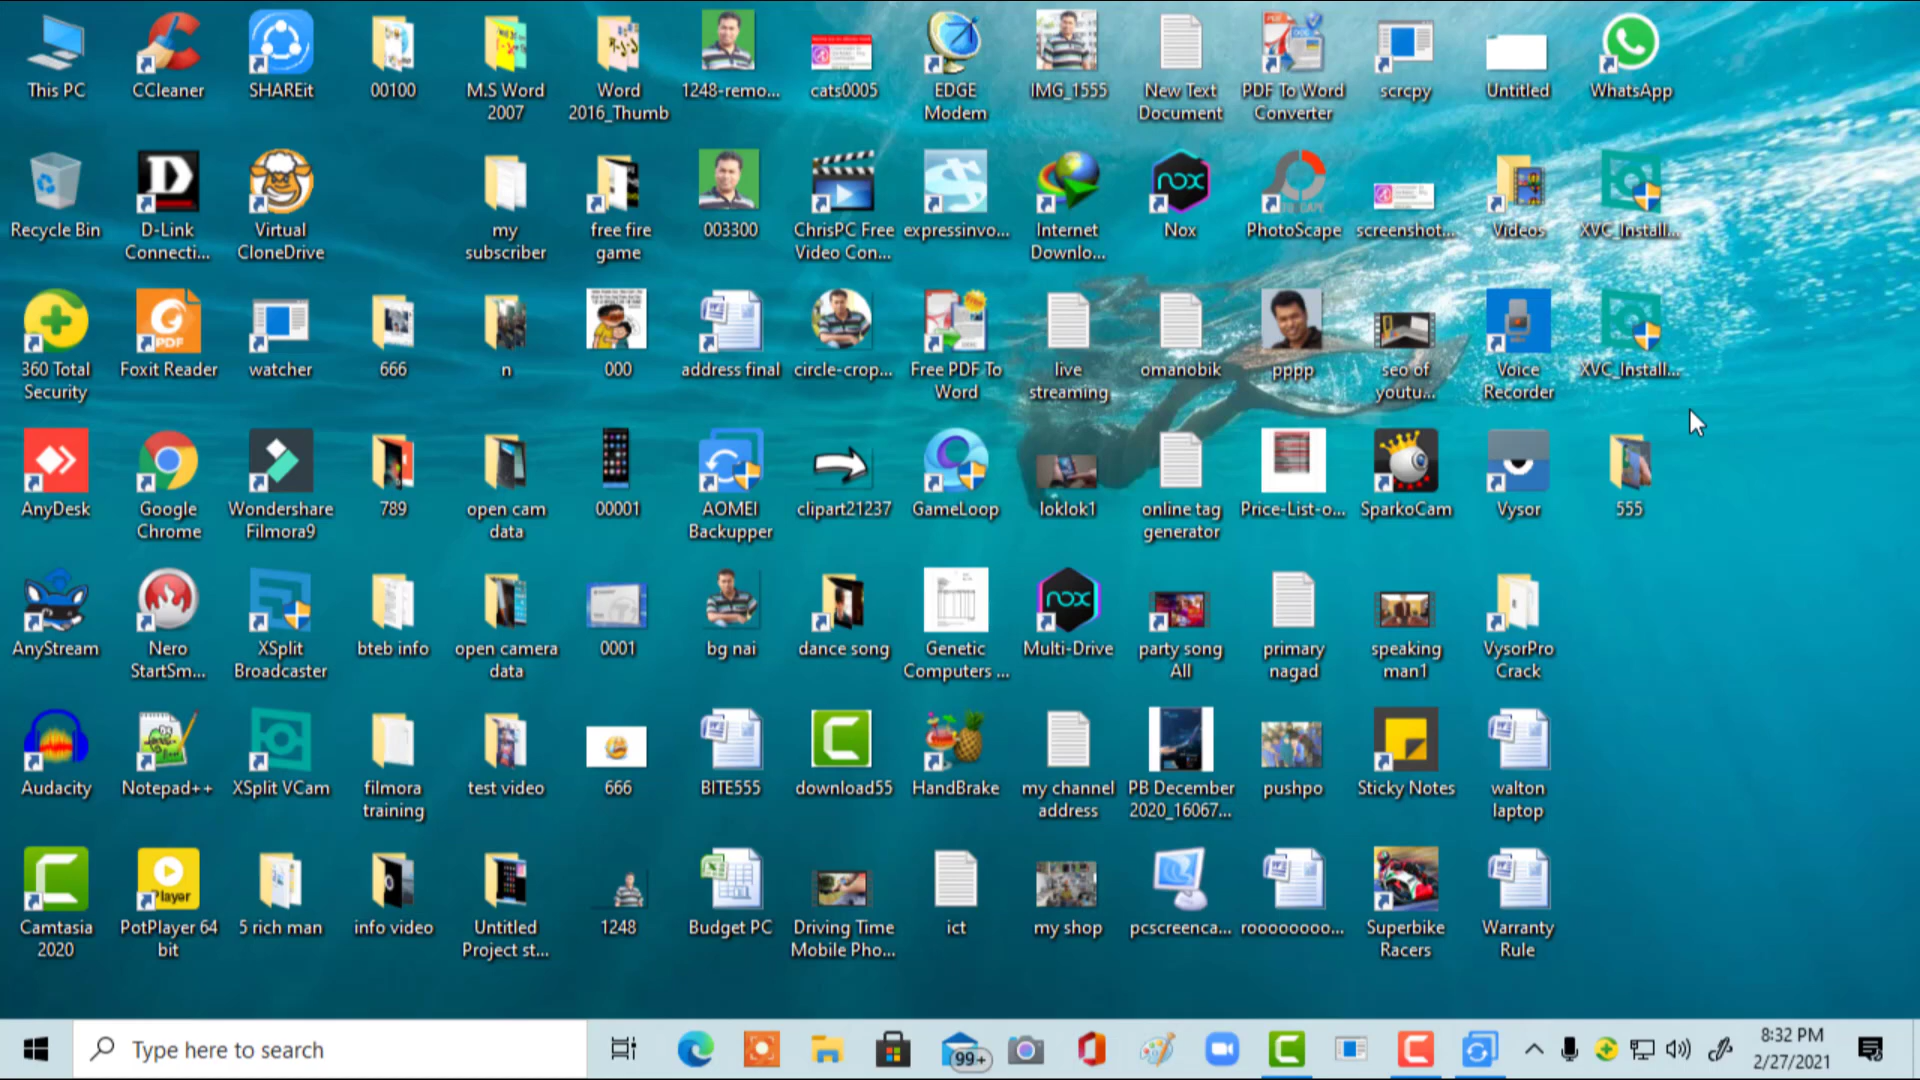 This PC
CCleaner
SHAREit
00100
M.S Word
2007
Word
2016_Thumb
1248-remo...
cats0005
EDGE
Modem
IMG_1555
New Text
Document
PDF To Word
Converter
scrcpy
Untitled
WhatsApp
Recycle Bin
D-Link
Connecti...
Virtual
CloneDrive
my
subscriber
free fire
game
003300
ChrisPC Free
Video Con...
expressinvo...
Internet
Downlo...
nox
Nox
PhotoScape
screenshot...
Videos
XVC_Install...
360 Total
Security
PDF
Foxit Reader
watcher
666
n
000
address final
circle-crop...
Free PDF To
Word
live
streaming
omanobik
pppp
seo of
youtu...
Voice
Recorder
XVC_Install...
AnyDesk
Google
Chrome
Wondershare
Filmora9
789
open cam
data
00001
AOMEI
Backupper
clipart21237
GameLoop
loklok1
online tag
generator
Price-List-o...
SparkoCam
Vysor
555
AnyStream
Nero
StartSm...
XSplit
Broadcaster
bteb info
open camera
data
0001
bg nai
dance song
Genetic
Computers ...
nox
Multi-Drive
party song
All
primary
nagad
speaking
man1
VysorPro
Crack
Audacity
Notepad++
XSplit VCam
filmora
training
test video
666
BITE555
download55
HandBrake
my channel
address
PB December
2020_16067...
pushpo
Sticky Notes
walton
laptop
Camtasia
2020
Player
PotPlayer 64
bit
5 rich man
info video
Untitled
Project st...
1248
Budget PC
Driving Time
Mobile Pho...
ict
my shop
pcscreenca...
roooooooo...
Superbike
Racers
Warranty
Rule
Type here to search
99+
8:32 PM
2/27/2021